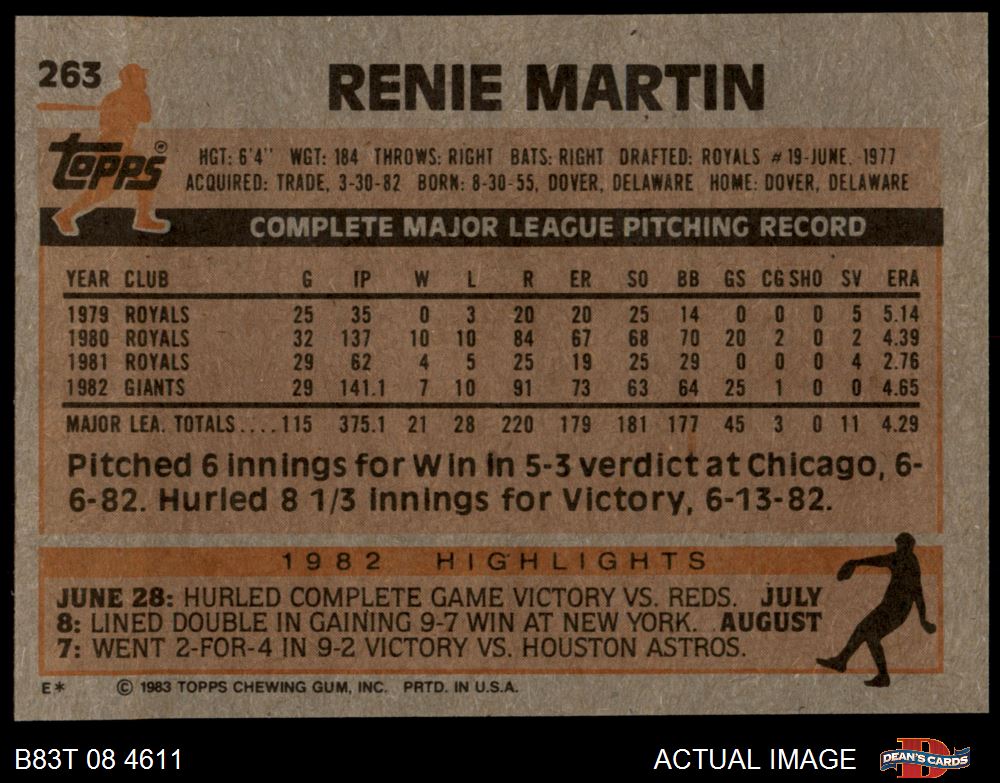 263
RENIE MARTIN
Topps®
HGT: 6'4" WGT: 184 THROWS: RIGHT BATS: RIGHT DRAFTED: ROYALS #19-JUNE, 1977
ACQUIRED: TRADE, 3-30-82 BORN: 8-30-55, DOVER, DELAWARE HOME: DOVER, DELAWARE
COMPLETE MAJOR LEAGUE PITCHING RECORD
YEAR CLUB G IP W L R ER SO BB GS CG SHO SV ERA
1979 ROYALS 25 35 0 3 20 20 25 14 0 0 0 5 5.14
1980 ROYALS 32 137 10 10 84 67 68 70 20 2 0 2 4.39
1981 ROYALS 29 62 4 5 25 19 25 29 0 0 0 4 2.76
1982 GIANTS 29 141.1 7 10 91 73 63 64 25 1 0 0 4.65
MAJOR LEA. TOTALS....115 375.1 21 28 220 179 181 177 45 3 0 11 4.29
Pitched 6 innings for Win in 5-3 verdict at Chicago, 6-
6-82. Hurled 8 1/3 innings for Victory, 6-13-82.
1982 HIGHLIGHTS
JUNE 28: HURLED COMPLETE GAME VICTORY VS. REDS. JULY
8: LINED DOUBLE IN GAINING 9-7 WIN AT NEW YORK. AUGUST
7: WENT 2-FOR-4 IN 9-2 VICTORY VS. HOUSTON ASTROS.
E* © 1983 TOPPS CHEWING GUM, INC. PRTD. IN U.S.A.
B83T 08 4611 ACTUAL IMAGE D DEAN'S CARDS